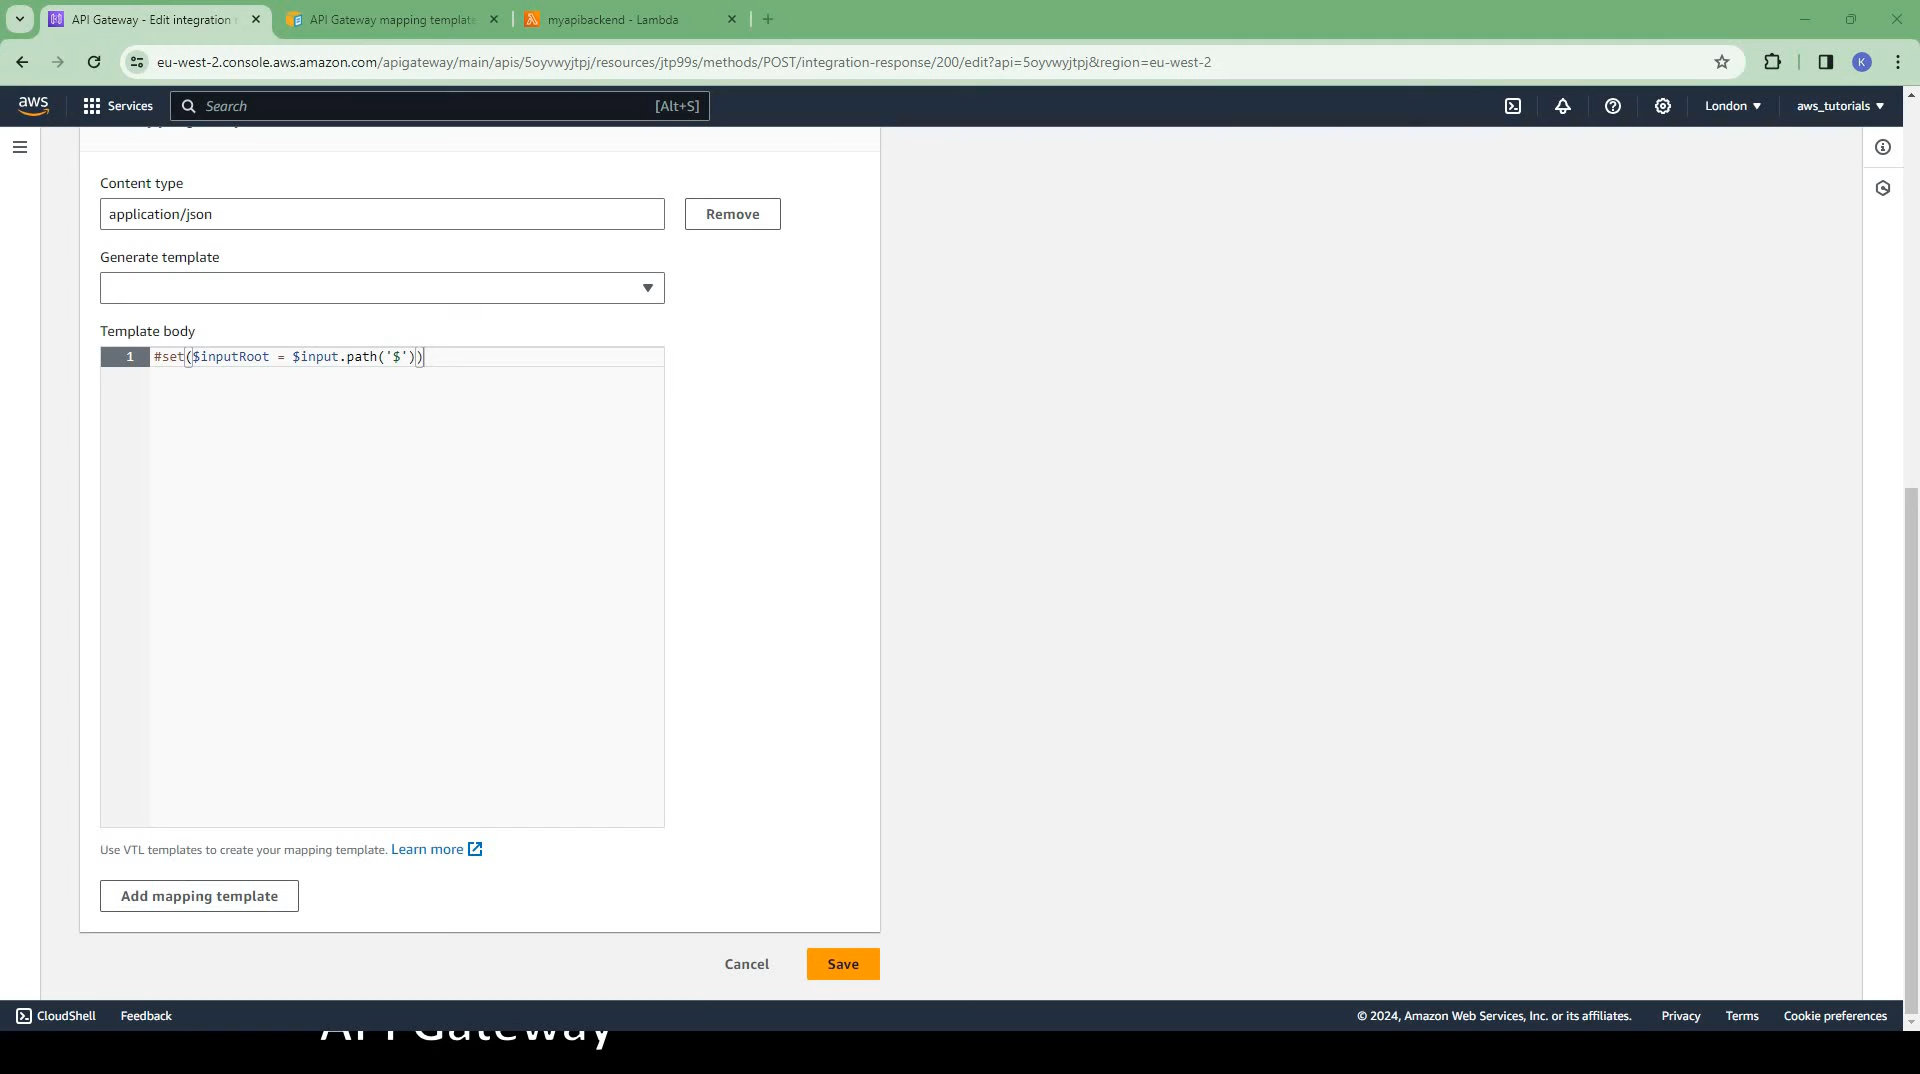 API Gateway - Edit integration
API Gateway mapping template
myapibackend - Lambda
eu-west-2.console.aws.amazon.com/apigateway/main/apis/5oyvwyjtpj/resources/jtp99s/methods/POST/integration-response/200/edit?api=5oyvwyjtpj&region=eu-west-2
K
aws
Services
Search
[Alt+S]
London
aws_tutorials
Content type
application/json
Remove
Generate template
Template body
1
#set($inputRoot = $input.path('$'))
Use VTL templates to create your mapping template. Learn more
Add mapping template
Cancel
Save
CloudShell
Feedback
© 2024, Amazon Web Services, Inc. or its affiliates.
Privacy
Terms
Cookie preferences
API Gateway